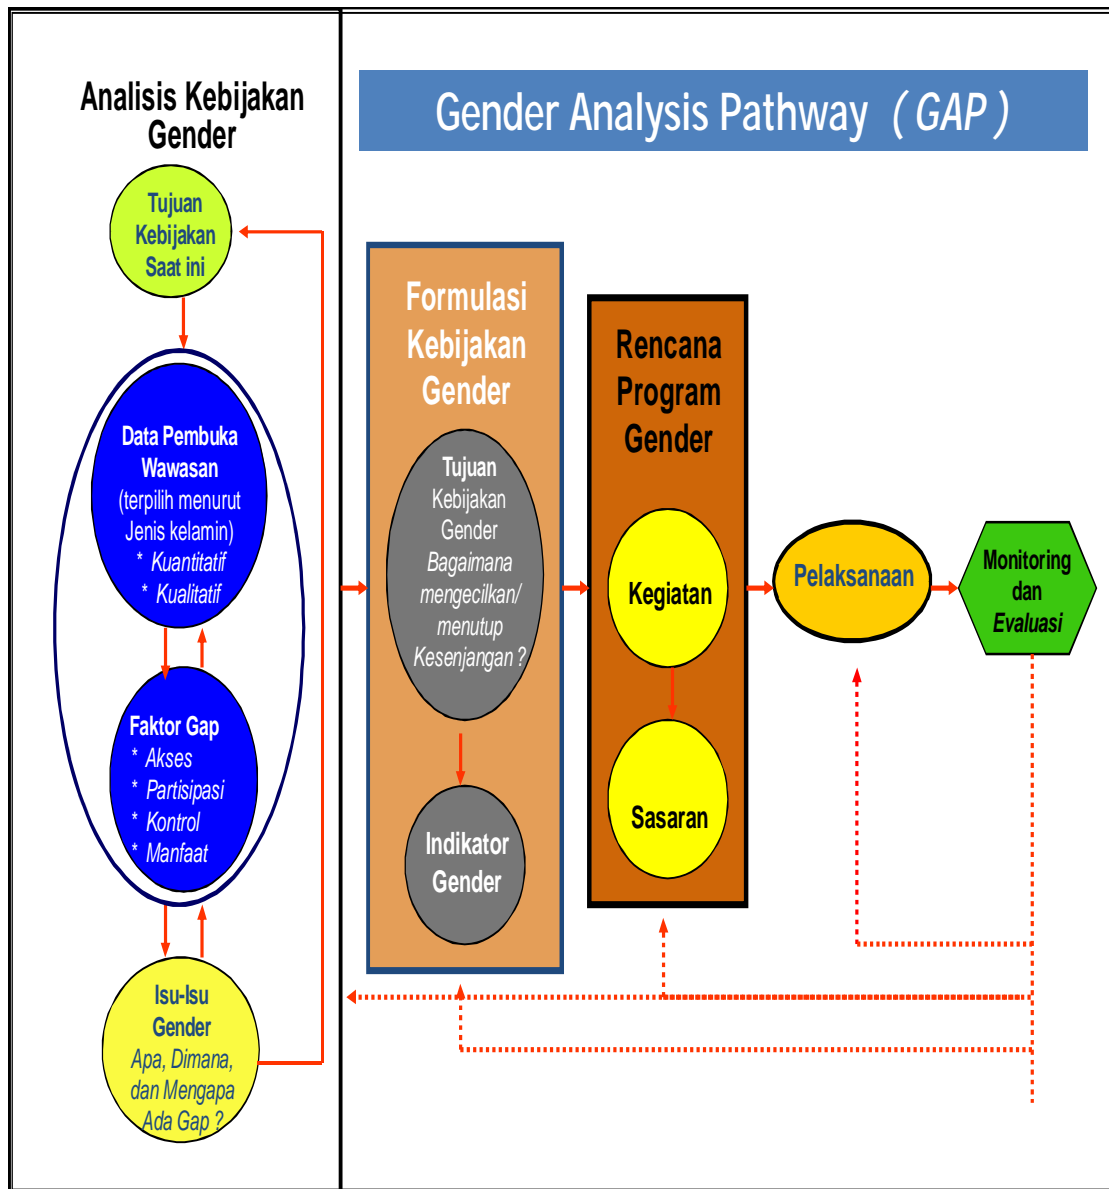 Analisis Kebijakan
Gender
Gender Analysis Pathway ( GAP )
Tujuan
Kebijakan
Saat ini
Data Pembuka
Wawasan
(terpilih menurut
Jenis kelamin)
* Kuantitatif
* Kualitatif
Faktor Gap
* Akses
* Partisipasi
* Kontrol
* Manfaat
Isu-Isu
Gender
Apa, Dimana,
dan Mengapa
Ada Gap ?
Formulasi
Kebijakan
Gender
Tujuan
Kebijakan
Gender
Bagaimana
mengecilkan/
menutup
Kesenjangan ?
Indikator
Gender
Rencana
Program
Gender
Kegiatan
Sasaran
Pelaksanaan
Monitoring
dan
Evaluasi